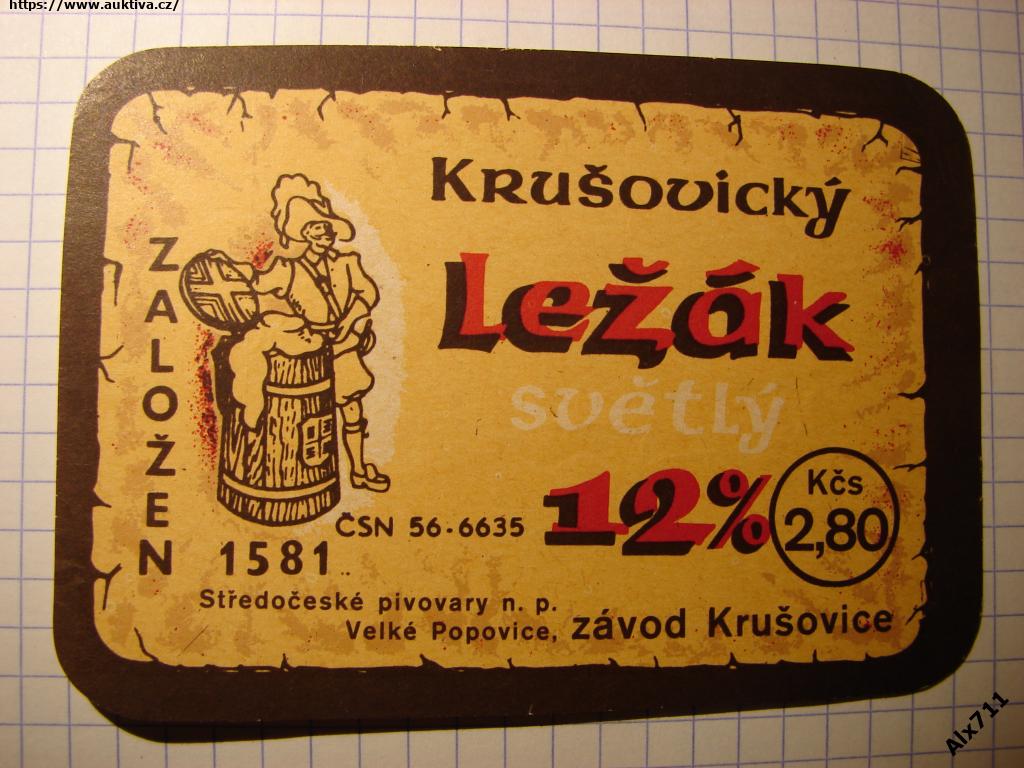 https://www.auktiva.cz/
Krušovický
Ležák
světlý
12%
Kčs
2,80
ZALOŽEN 1581
ČSN 56-6635
Středočeské pivovary n. p.
Velké Popovice, závod Krušovice
Alx711